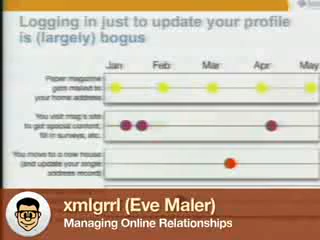 Logging in just to update your profile
is (largely) bogus
Jan Feb Mar Apr May
Paper magazine
gets mailed to
your home address
You visit mag's site
to get special content,
fill in surveys, etc.
You move to a new house
(and update your single
address record)
xmlgrrl (Eve Maler)
Managing Online Relationships